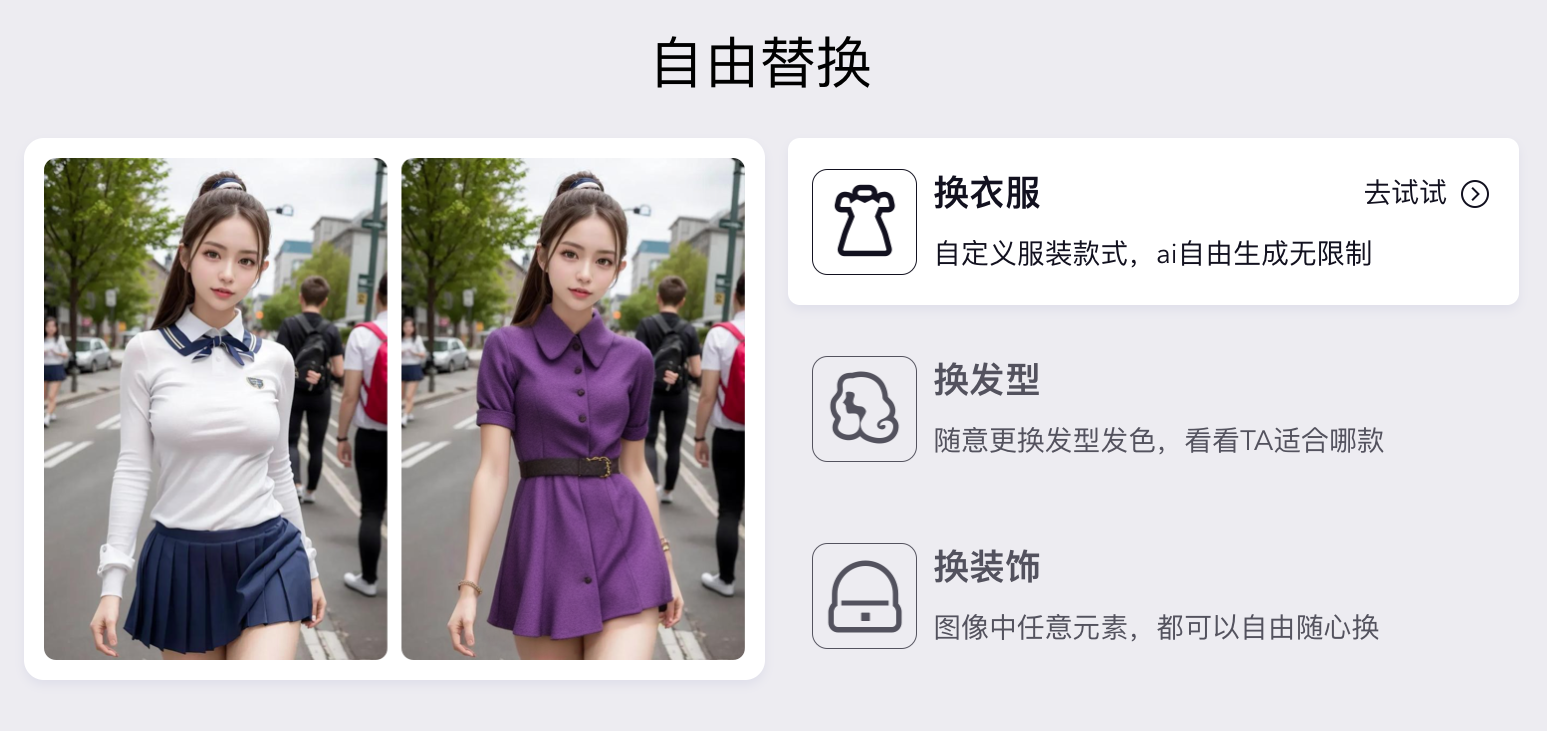 自由替换
换衣服
去试试
自定义服装款式，ai自由生成无限制
换发型
随意更换发型发色，看看TA适合哪款
换装饰
图像中任意元素，都可以自由随心换